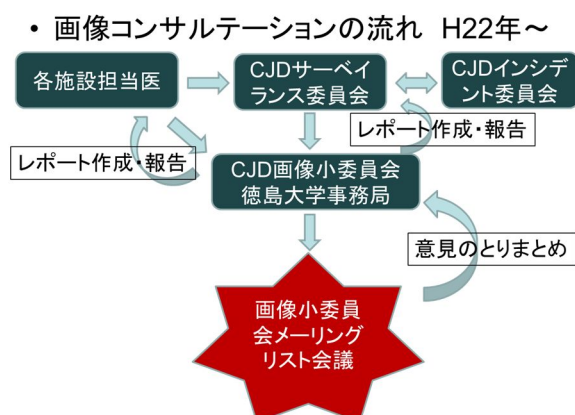 ・ 画像コンサルテーションの流れ H22年～
各施設担当医
CJDサーベイ
ランス委員会
CJDインシデ
ント委員会
レポート作成・報告
レポート作成・報告
CJD画像小委員会
徳島大学事務局
意見のとりまとめ
画像小委員
会メーリング
リスト会議